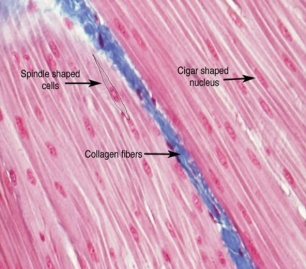 Spindle shaped
cells
Cigar shaped
nucleus
Collagen fibers